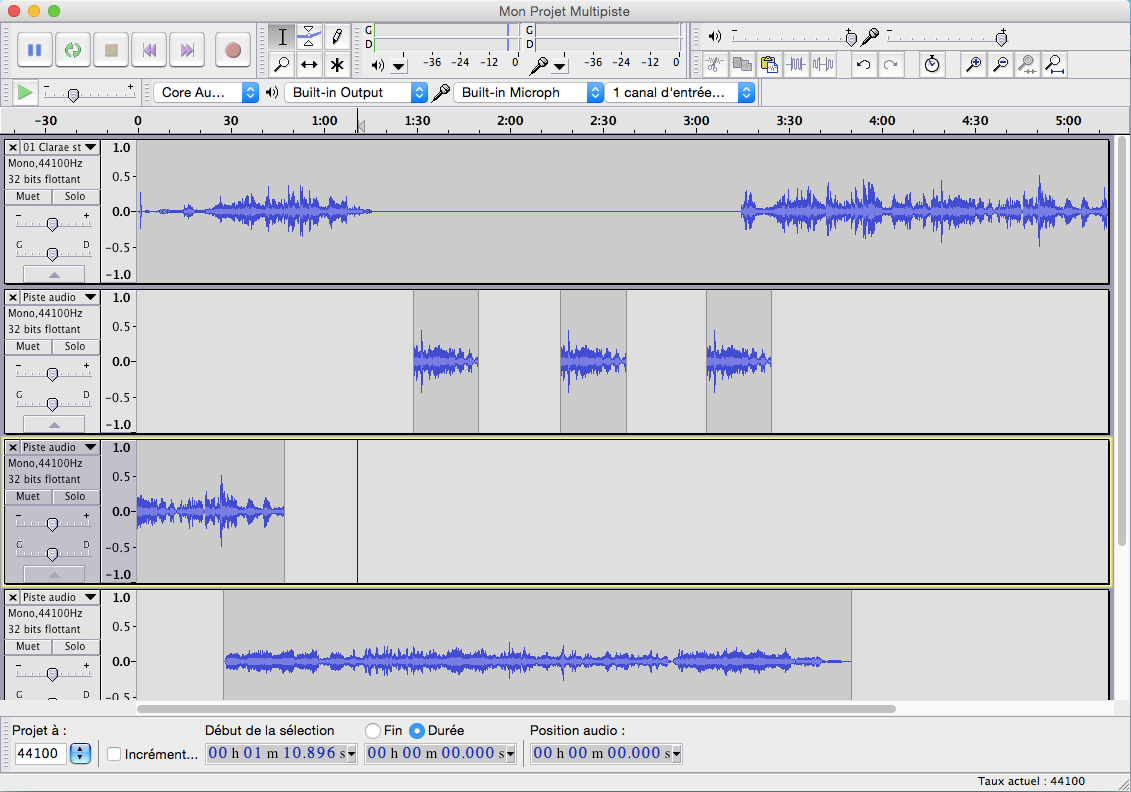 Mon Projet Multipiste
G
D
-36 -24 -12 0
G
D
-36 -24 -12 0
Core Au... Built-in Output Built-in Microph 1 canal d'entrée...
-30 0 30 1:00 1:30 2:00 2:30 3:00 3:30 4:00 4:30 5:00
01 Clarae st
Mono,44100Hz
32 bits flottant
Muet Solo
- +
G D
1.0
0.5
0.0
-0.5
-1.0
Piste audio
Mono,44100Hz
32 bits flottant
Muet Solo
- +
G D
1.0
0.5
0.0
-0.5
-1.0
Piste audio
Mono,44100Hz
32 bits flottant
Muet Solo
- +
G D
1.0
0.5
0.0
-0.5
-1.0
Piste audio
Mono,44100Hz
32 bits flottant
Muet Solo
- +
G D
1.0
0.5
0.0
-0.5
Projet à : Début de la sélection Fin Durée Position audio :
44100 Incrément... 00 h 01 m 10.896 s 00 h 00 m 00.000 s 00 h 00 m 00.000 s
Taux actuel : 44100